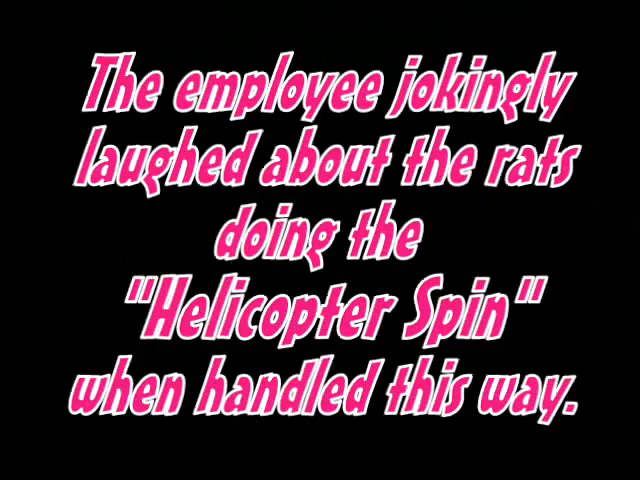 The employee jokingly
laughed about the rats
doing the
"Helicopter Spin"
when handled this way.